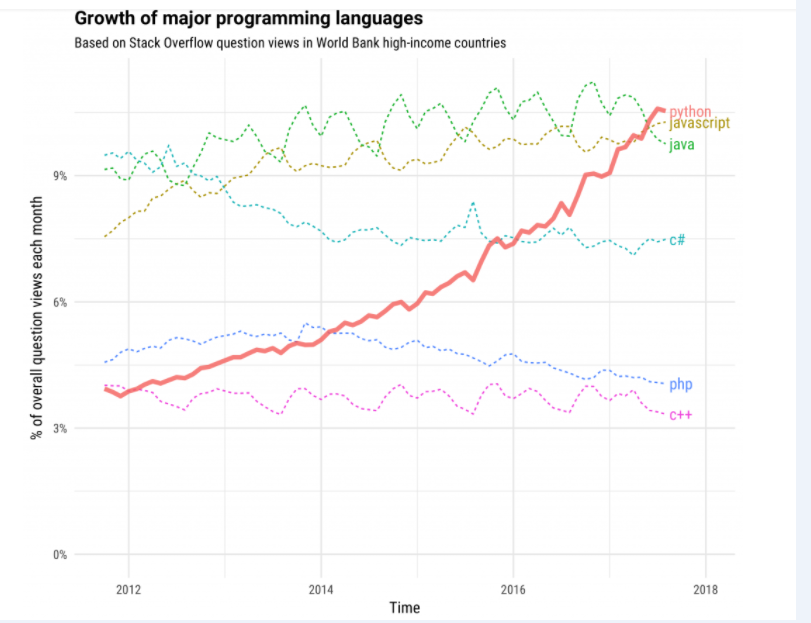 Growth of major programming languages
Based on Stack Overflow question views in World Bank high-income countries
% of overall question views each month
9%
6%
3%
0%
python
javascript
java
c#
php
c++
2012
2014
2016
2018
Time